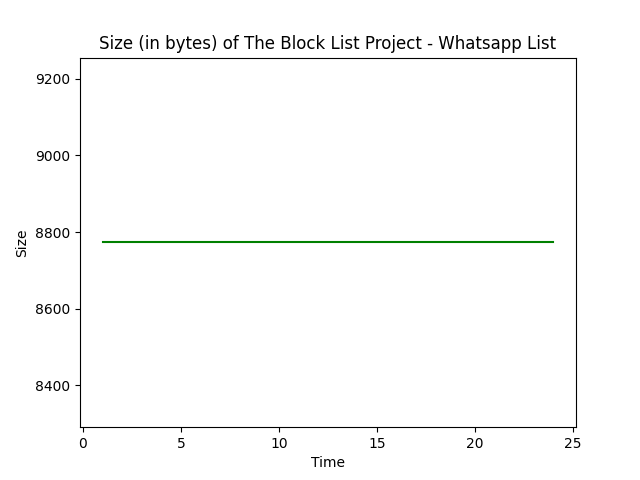 Size (in bytes) of The Block List Project - Whatsapp List
9200
9000
8800
8600
8400
Size
0 5 10 15 20 25
Time